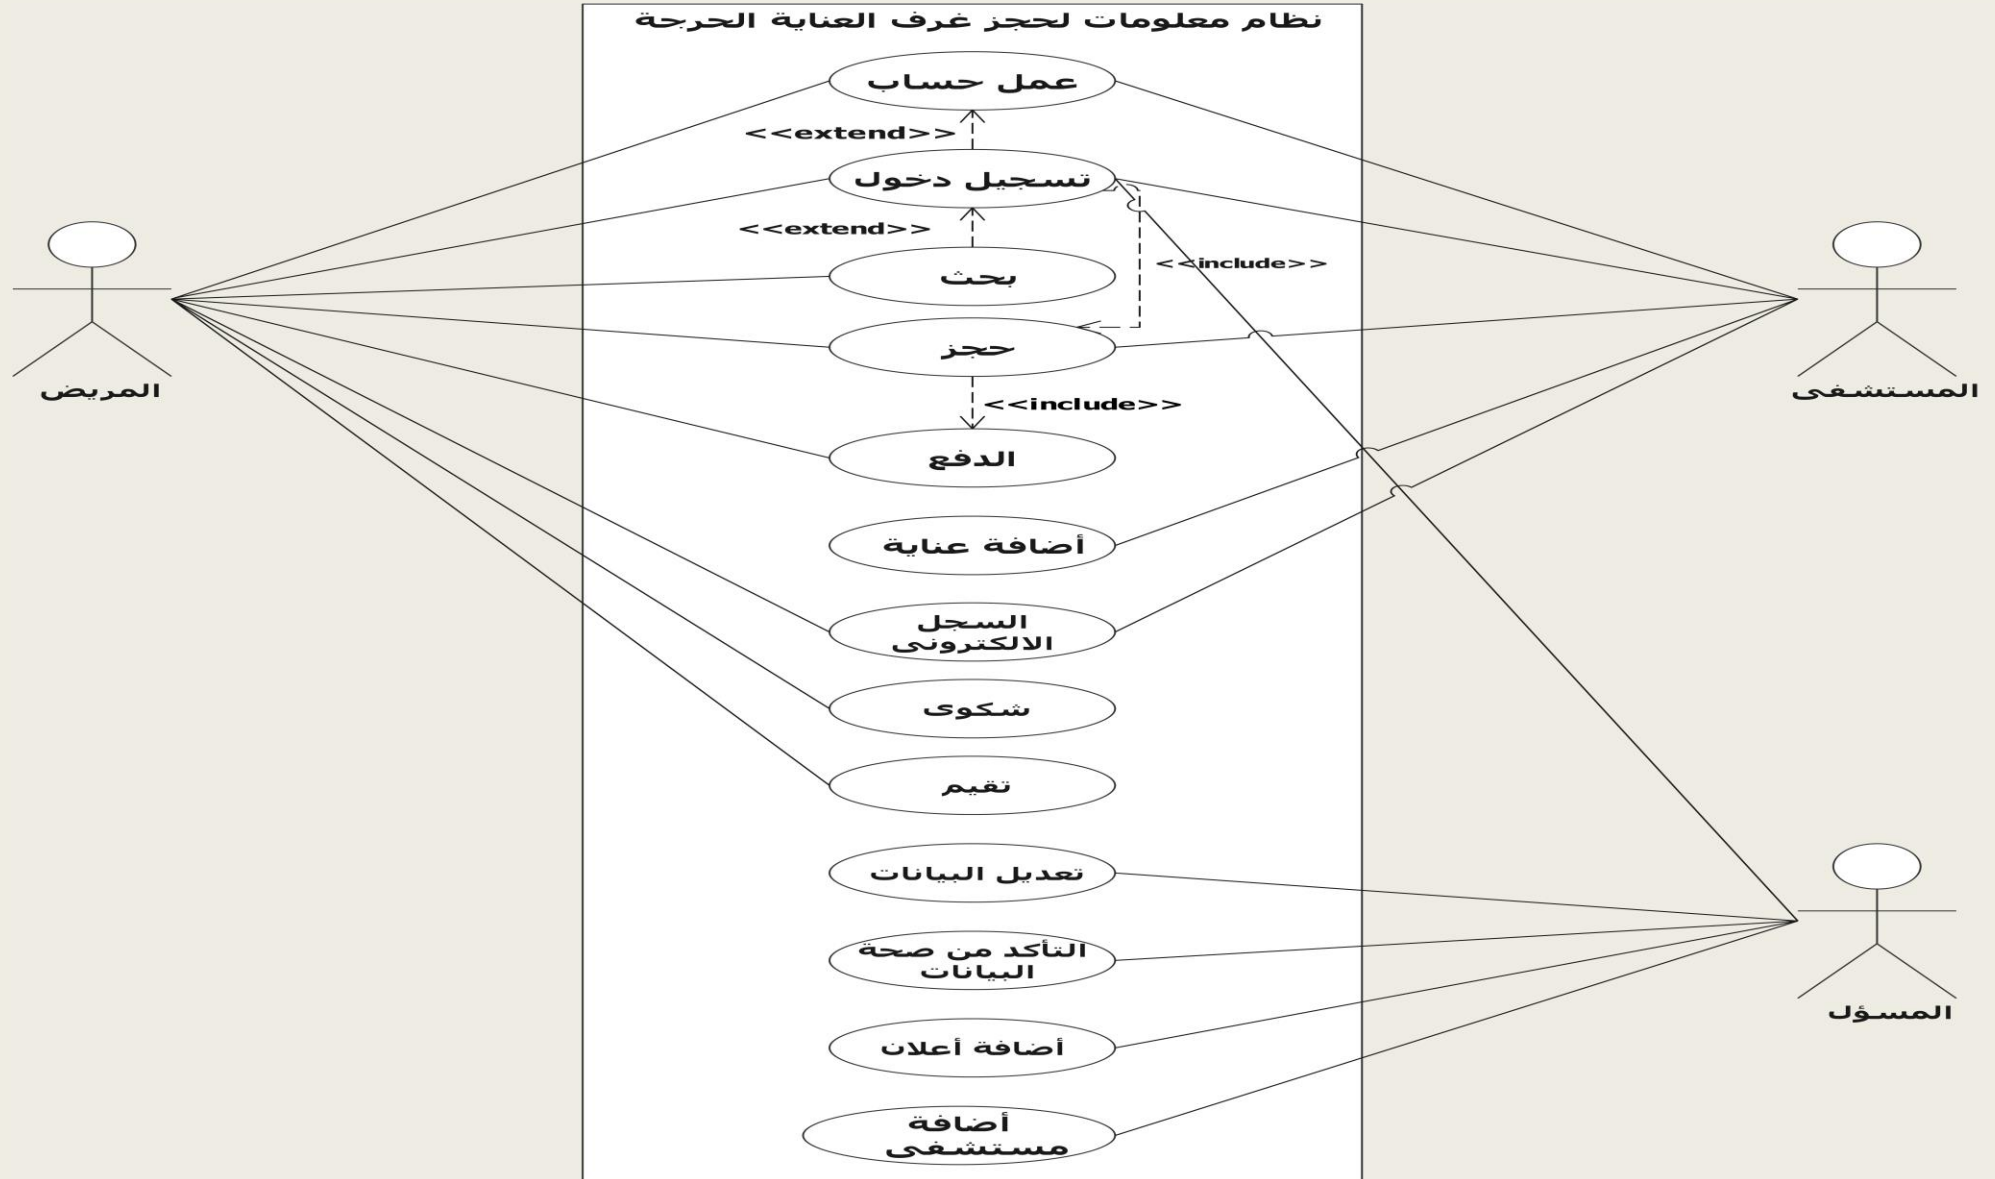 نظام معلومات لحجز غرف العناية الحرجة
عمل حساب
<<extend>>
تسجيل دخول
<<extend>>
<<include>>
بحث
حجز
<<include>>
المريض
المستشفى
الدفع
أضافة عناية
السجل
الالكترونى
شكوى
تقيم
تعديل البيانات
التأكد من صحة
البيانات
المسؤل
أضافة أعلان
أضافة
مستشفى